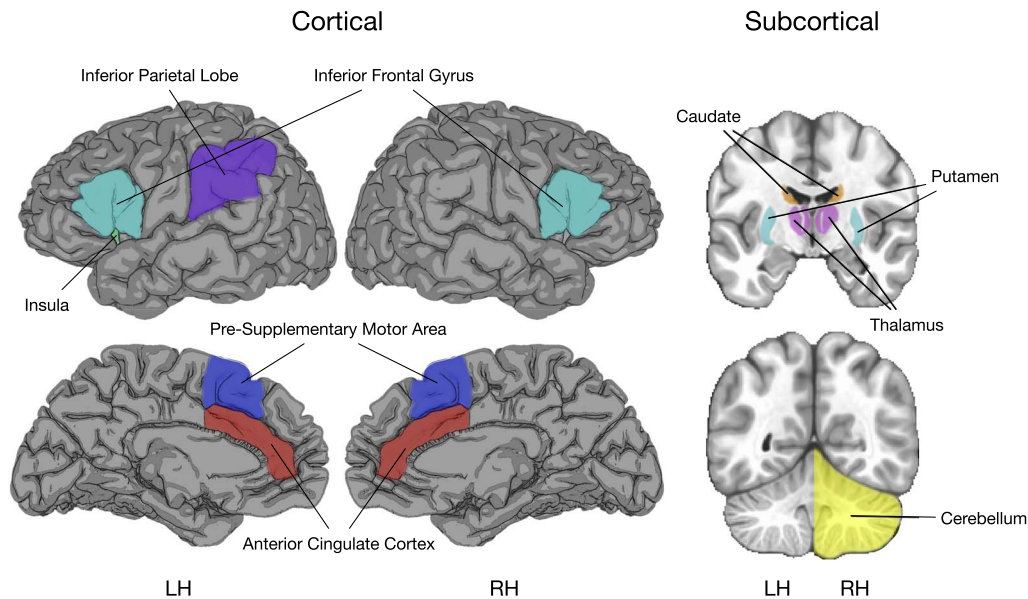 Cortical
Subcortical
Inferior Parietal Lobe
Inferior Frontal Gyrus
Caudate
Putamen
Insula
Thalamus
Pre-Supplementary Motor Area
Cerebellum
Anterior Cingulate Cortex
LH
RH
LH
RH